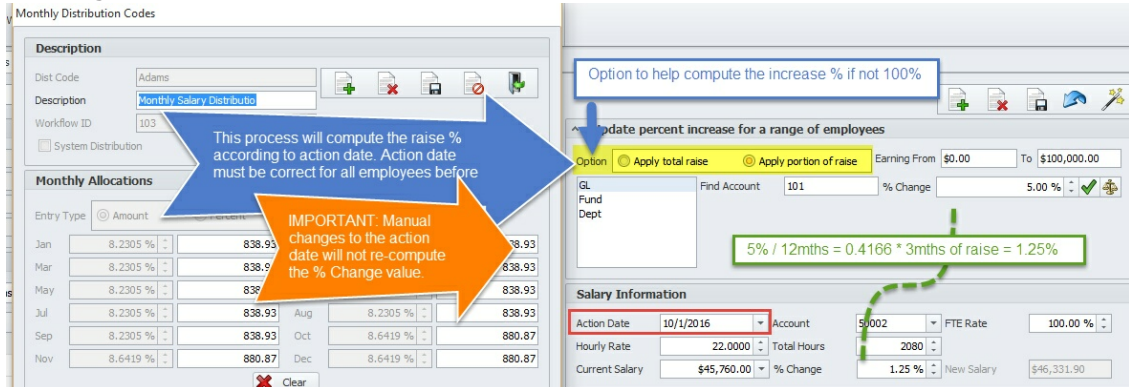 Monthly Distribution Codes
Description
Dist Code Adams
Description Monthly Salary Distributio
Workflow ID 103
System Distribution
This process will compute the raise %
according to action date. Action date
must be correct for all employees before
Monthly Allocations
Entry Type Amount Percent
IMPORTANT: Manual
changes to the action
date will not re-compute
the % Change value.
Jan 8.2305 % 838.93
Mar 8.2305 %
May 8.2305 % 838.93
Jul 8.2305 % 838.93 Aug 8.2305 % 838.93
Sep 8.2305 % 838.93 Oct 8.6419 % 880.87
Nov 8.6419 % 880.87 Dec 8.6419 % 880.87
Clear
Option to help compute the increase % if not 100%
Update percent increase for a range of employees
Option Apply total raise Apply portion of raise Earning From $0.00 To $100,000.00
GL Find Account 101 % Change 5.00 %
Fund
Dept
5% / 12mths = 0.4166 * 3mths of raise = 1.25%
Salary Information
Action Date 10/1/2016 Account 50002 FTE Rate 100.00 %
Hourly Rate 22.0000 Total Hours 2080
Current Salary $45,760.00 % Change 1.25 % New Salary $46,331.90